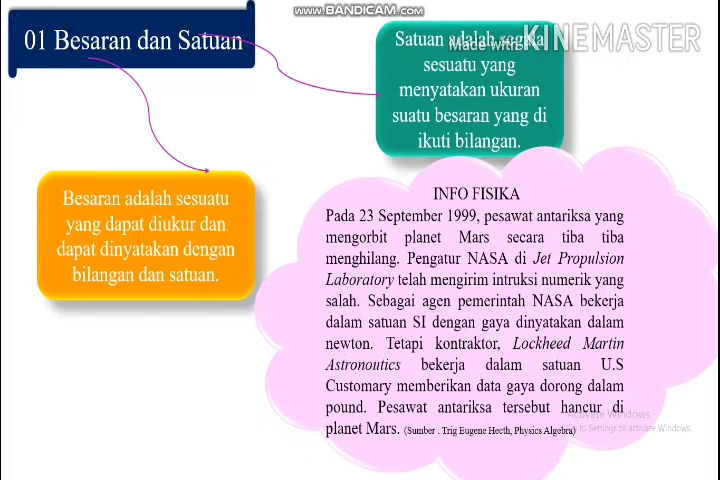 www.BANDICAM.com
01 Besaran dan Satuan
Made with KINEMASTER
Satuan adalah segala
sesuatu yang
menyatakan ukuran
suatu besaran yang di
ikuti bilangan.
Besaran adalah sesuatu
yang dapat diukur dan
dapat dinyatakan dengan
bilangan dan satuan.
INFO FISIKA
Pada 23 September 1999, pesawat antariksa yang
mengorbit planet Mars secara tiba tiba
menghilang. Pengatur NASA di Jet Propulsion
Laboratory telah mengirim intruksi numerik yang
salah. Sebagai agen pemerintah NASA bekerja
dalam satuan SI dengan gaya dinyatakan dalam
newton. Tetapi kontraktor, Lockheed Martin
Astronoutics bekerja dalam satuan U.S
Customary memberikan data gaya dorong dalam
pound. Pesawat antariksa tersebut hancur di
planet Mars. (Sumber : Trig Eugene Hecth, Physics Algebra)
Activate Windows
to Settings to activate Windows.